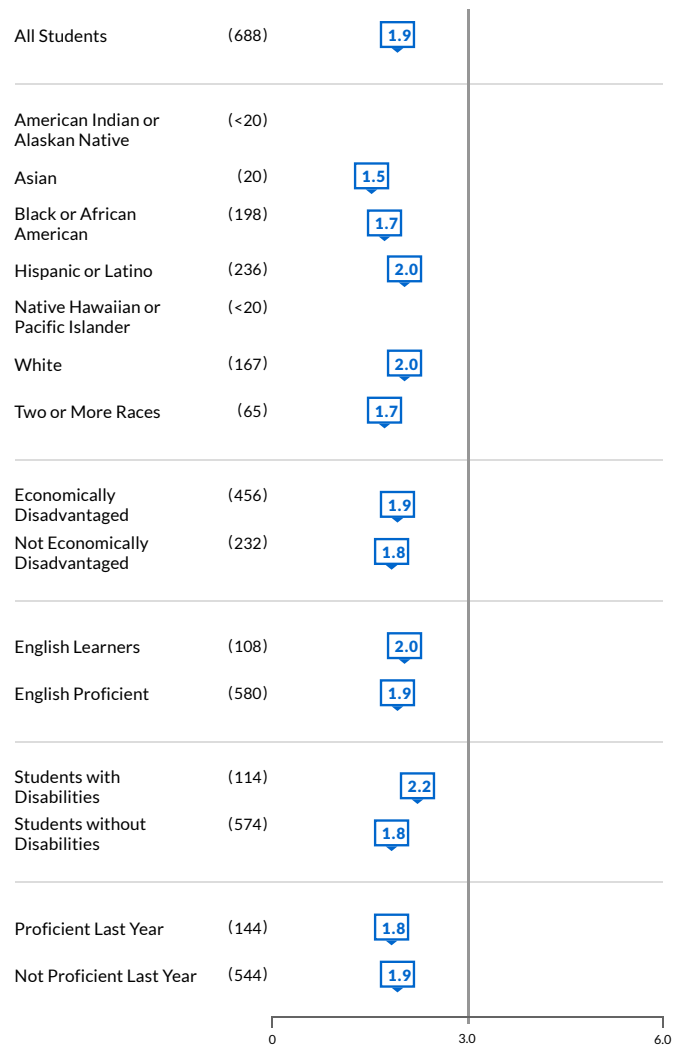 All Students (688) 1.9
American Indian or (<20)
Alaskan Native
Asian (20) 1.5
Black or African (198)
American 1.7
Hispanic or Latino (236) 2.0
Native Hawaiian or (<20)
Pacific Islander
White (167) 2.0
Two or More Races (65) 1.7
Economically (456)
Disadvantaged 1.9
Not Economically (232)
Disadvantaged 1.8
English Learners (108) 2.0
English Proficient (580) 1.9
Students with (114)
Disabilities 2.2
Students without (574)
Disabilities 1.8
Proficient Last Year (144) 1.8
Not Proficient Last Year (544) 1.9
0 3.0 6.0